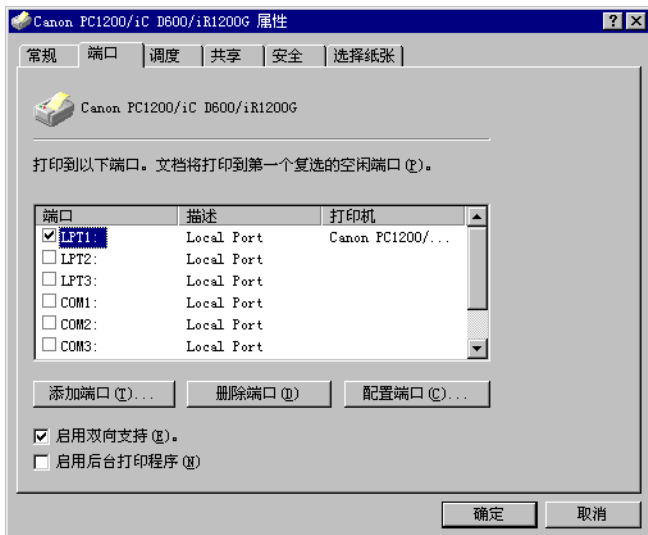 Canon PC1200/iC D600/iR1200G 属性
常规 端口 调度 共享 安全 选择纸张
Canon PC1200/iC D600/iR1200G
打印到以下端口。文档将打印到第一个复选的空闲端口(P)。
端口 描述 打印机
LPT1: Local Port Canon PC1200/...
LPT2: Local Port
LPT3: Local Port
COM1: Local Port
COM2: Local Port
COM3: Local Port
添加端口(T)... 删除端口(D) 配置端口(C)...
启用双向支持(E)。
启用后台打印程序(N)
确定 取消